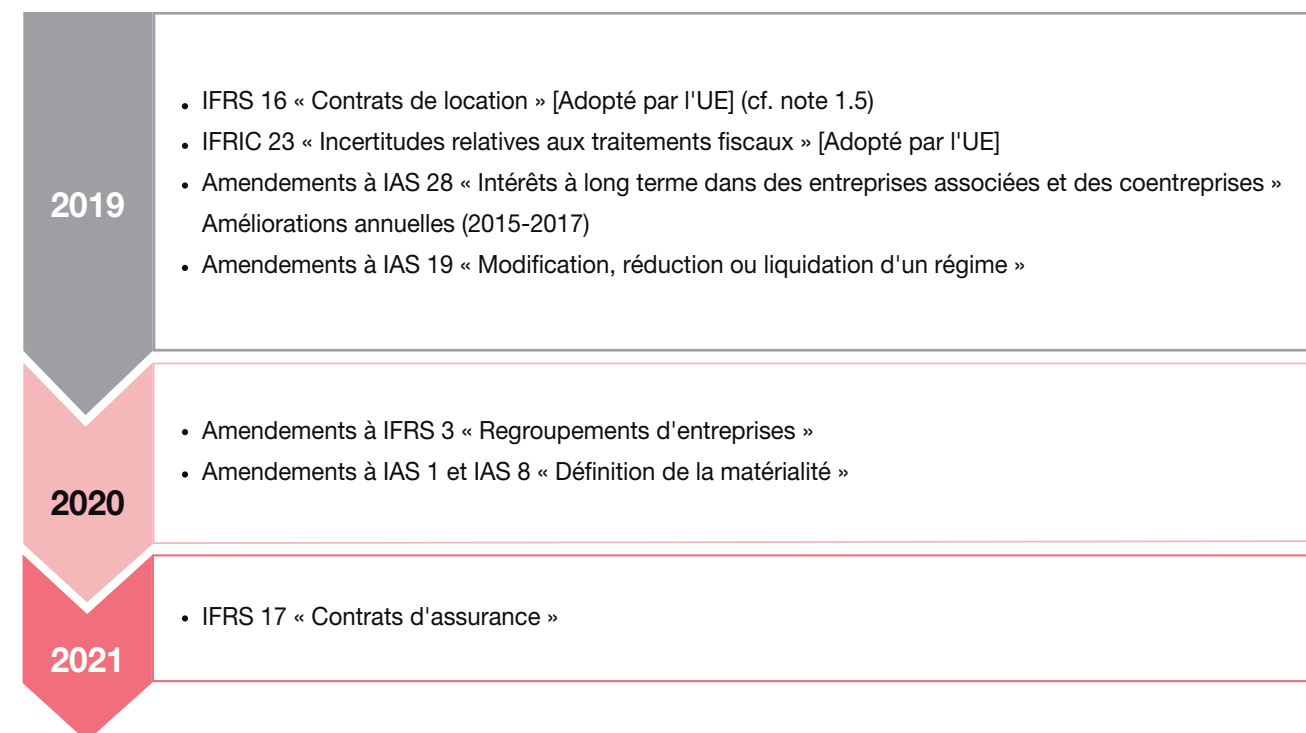 2019
• IFRS 16 « Contrats de location » [Adopté par l'UE] (cf. note 1.5)
• IFRIC 23 « Incertitudes relatives aux traitements fiscaux » [Adopté par l'UE]
• Amendements à IAS 28 « Intérêts à long terme dans des entreprises associées et des coentreprises »
Améliorations annuelles (2015-2017)
• Amendements à IAS 19 « Modification, réduction ou liquidation d'un régime »
2020
• Amendements à IFRS 3 « Regroupements d'entreprises »
• Amendements à IAS 1 et IAS 8 « Définition de la matérialité »
2021
• IFRS 17 « Contrats d'assurance »